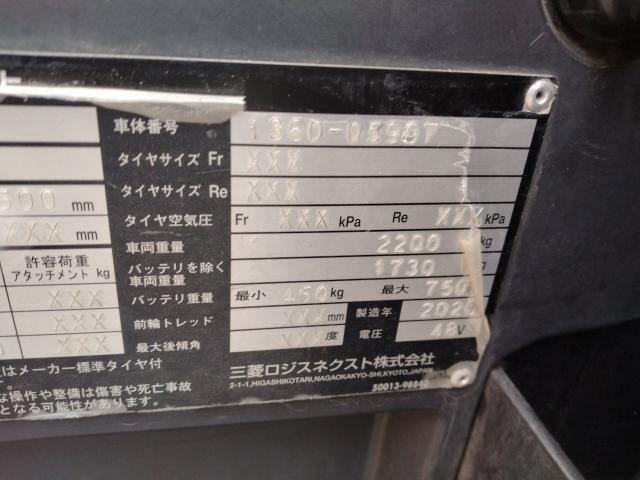 車体番号 1360-05987
タイヤサイズ Fr XXX
タイヤサイズ Re XXX
500 mm
タイヤ空気圧 Fr XXX kPa Re XXX kPa
XXX mm
車両重量 2200 kg
許容荷重
アタッチメント kg
バッテリを除く
車両重量 1730
XXX バッテリ重量 最小 450 kg 最大 750
XXX 前輪トレッド XXX mm 製造年 2020
XXX 最大後傾角 XXX 度 電圧 48 V
はメーカー標準タイヤ付 三菱ロジスネクスト株式会社
2-1-1,HIGASHIKOTARI,NAGAOKAKYO-SHI,KYOTO,JAPAN
な操作や整備は傷害や死亡事故 50013-98840
となる可能性があります。